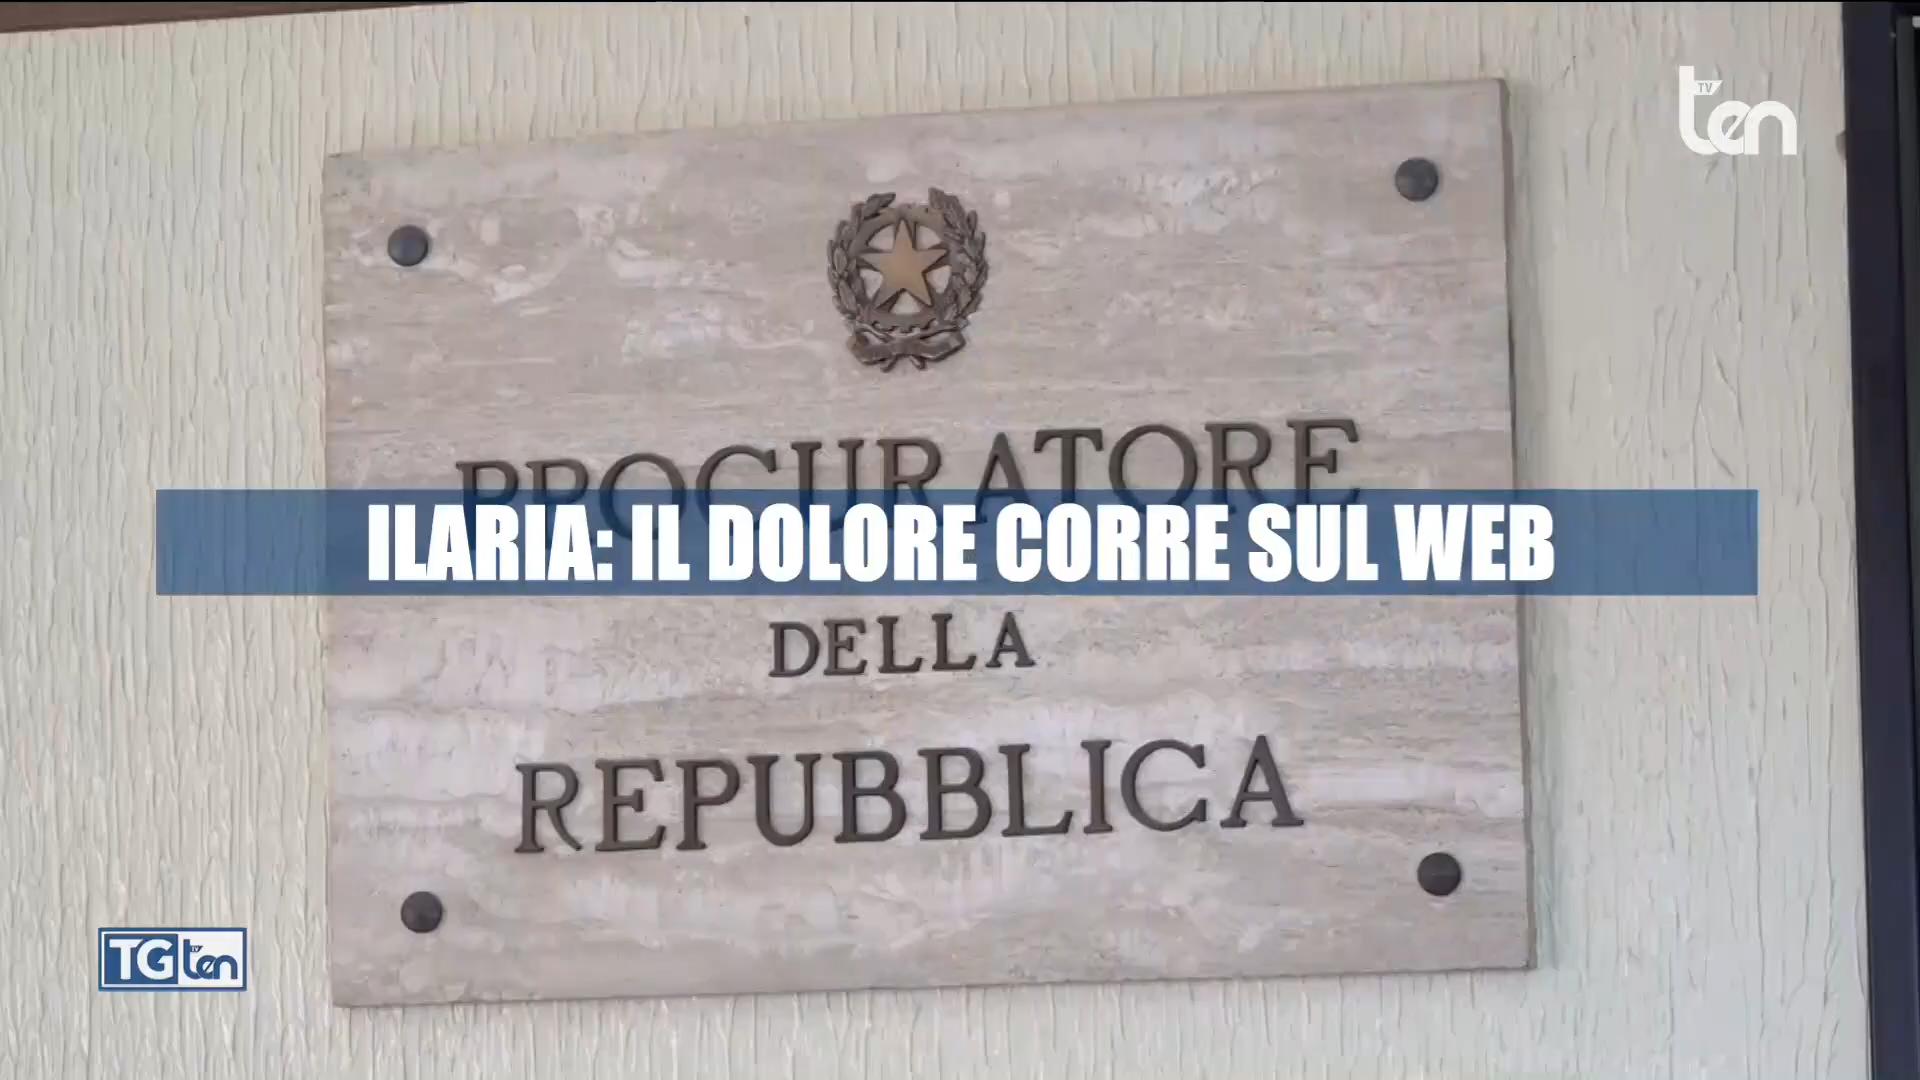 TV
ten
PROCURATORE
ILARIA: IL DOLORE CORRE SUL WEB
DELLA
REPUBBLICA
TG TV ten